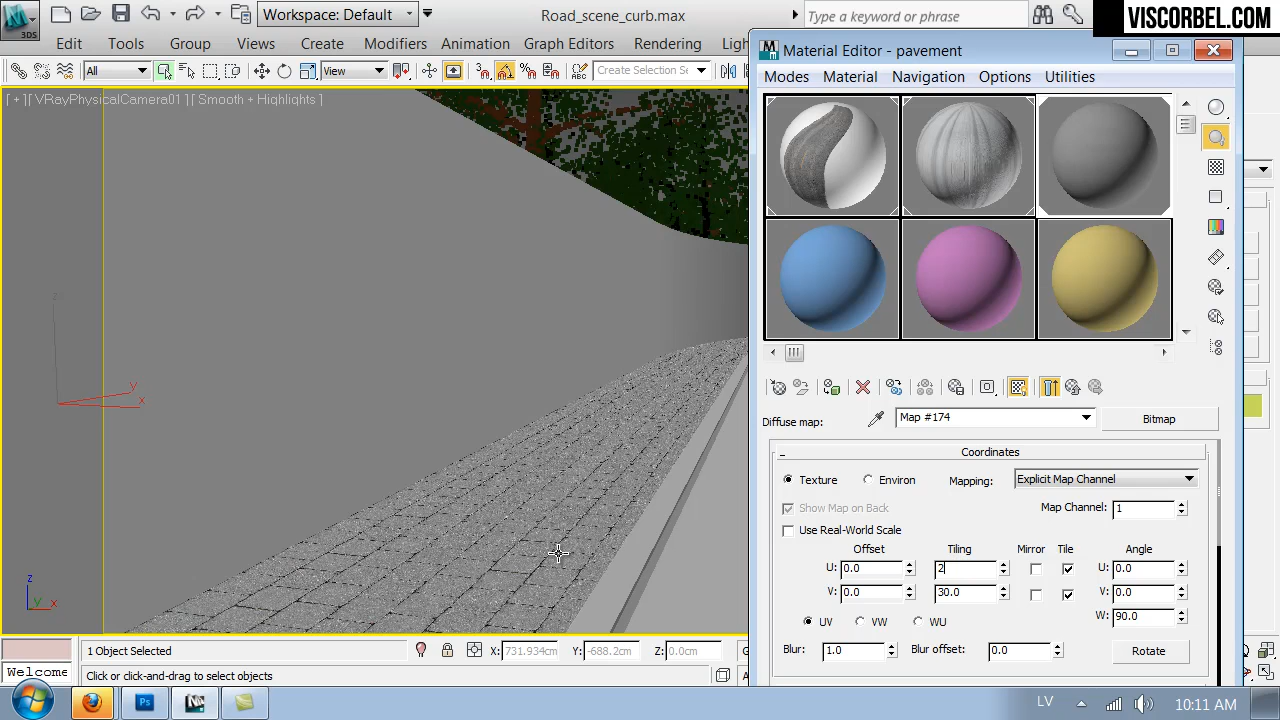 Workspace: Default
Road_scene_curb.max
Type a keyword or phrase
VISCORBEL.COM
3DS
Edit Tools Group Views Create Modifiers Animation Graph Editors Rendering
Material Editor - pavement
All
View
Create Selection Se
Modes Material Navigation Options Utilities
[ + ] [ VRayPhysicalCamera01 ] [ Smooth + Highlights ]
Diffuse map:
Map #174
Bitmap
- Coordinates
Texture Environ Mapping: Explicit Map Channel
Show Map on Back Map Channel: 1
Use Real-World Scale
Offset Tiling Mirror Tile Angle
U: 0.0 2 U: 0.0
V: 0.0 30.0 V: 0.0
UV VW WU W: 90.0
Blur: 1.0 Blur offset: 0.0 Rotate
y
x
z
y x
1 Object Selected X: 731.934cm Y: -688.2cm Z: 0.0cm
Welcome Click or click-and-drag to select objects
Ps LV 10:11 AM